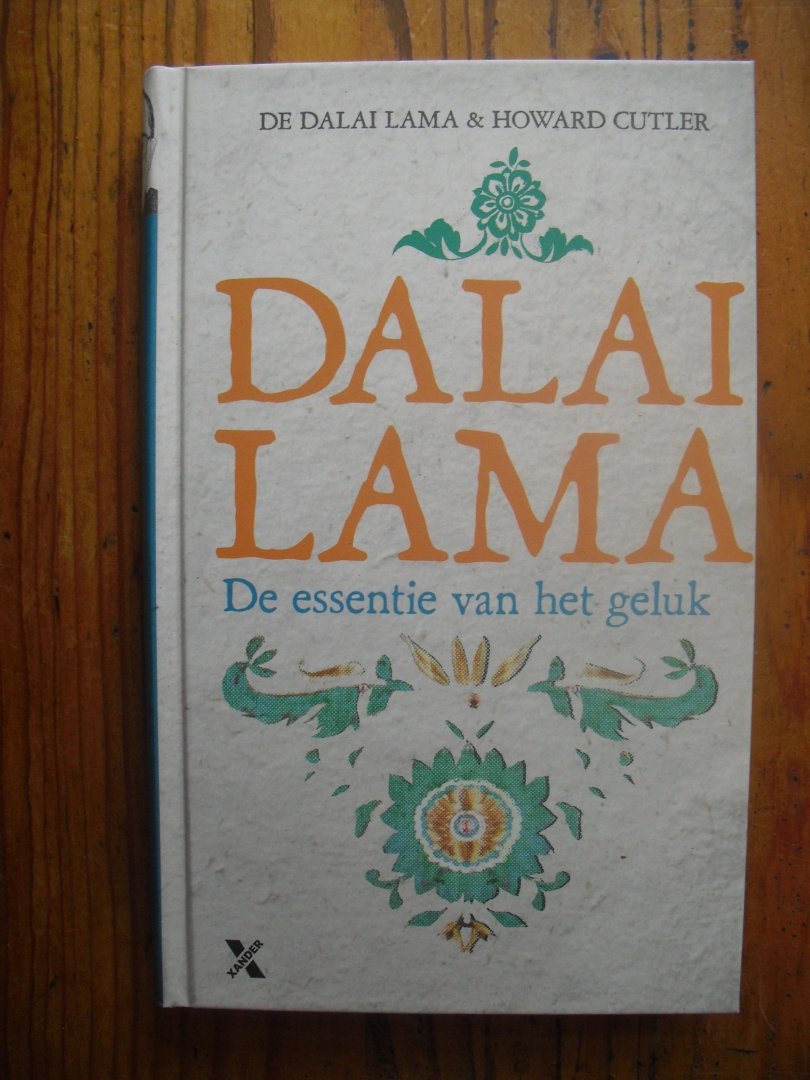 DE DALAI LAMA & HOWARD CUTLER
DALAI
LAMA
De essentie van het geluk
XANDER